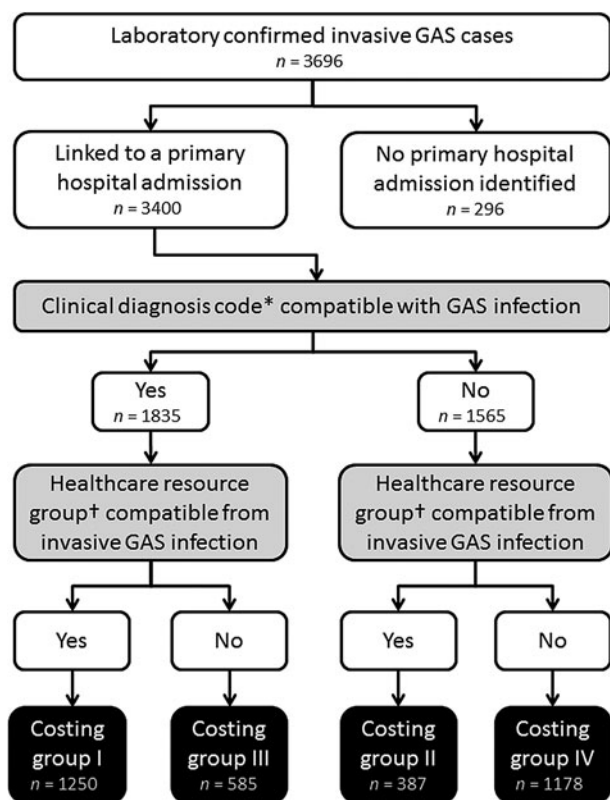 Laboratory confirmed invasive GAS cases
n = 3696
Linked to a primary
hospital admission
n = 3400
No primary hospital
admission identified
n = 296
Clinical diagnosis code* compatible with GAS infection
Yes
n = 1835
No
n = 1565
Healthcare resource
group† compatible from
invasive GAS infection
Healthcare resource
group† compatible from
invasive GAS infection
Yes
No
Yes
No
Costing
group I
n = 1250
Costing
group III
n = 585
Costing
group II
n = 387
Costing
group IV
n = 1178